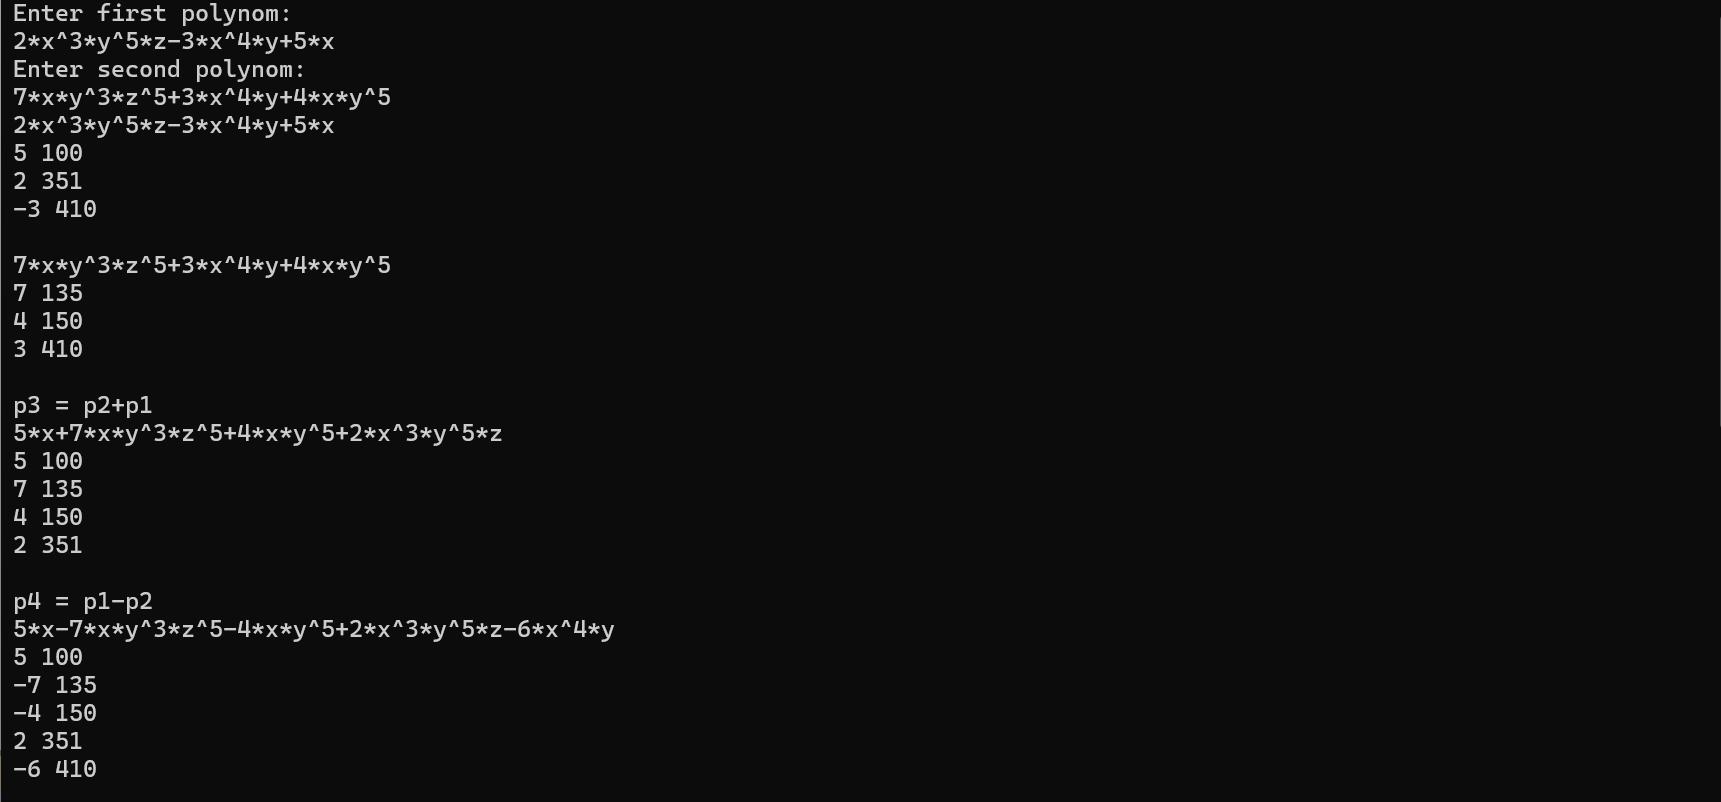 Enter first polynom:
2*x^3*y^5*z-3*x^4*y+5*x
Enter second polynom:
7*x*y^3*z^5+3*x^4*y+4*x*y^5
2*x^3*y^5*z-3*x^4*y+5*x
5 100
2 351
-3 410

7*x*y^3*z^5+3*x^4*y+4*x*y^5
7 135
4 150
3 410

p3 = p2+p1
5*x+7*x*y^3*z^5+4*x*y^5+2*x^3*y^5*z
5 100
7 135
4 150
2 351

p4 = p1-p2
5*x-7*x*y^3*z^5-4*x*y^5+2*x^3*y^5*z-6*x^4*y
5 100
-7 135
-4 150
2 351
-6 410